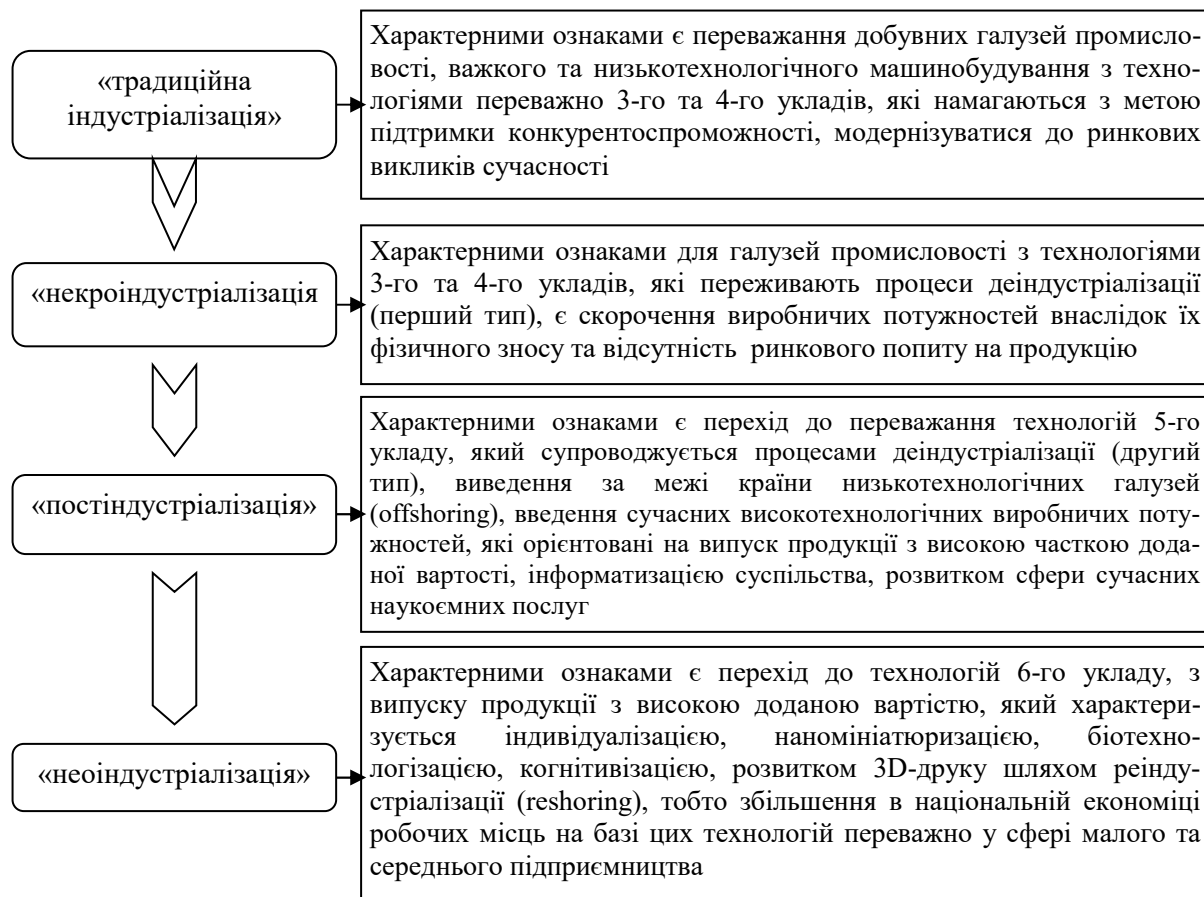 «традиційна
індустріалізація»
Характерними ознаками є переважання добувних галузей промисло-
вості, важкого та низькотехнологічного машинобудування з техно-
логіями переважно 3-го та 4-го укладів, які намагаються з метою
підтримки конкурентоспроможності, модернізуватися до ринкових
викликів сучасності
«некроіндустріалізація
Характерними ознаками для галузей промисловості з технологіями
3-го та 4-го укладів, які переживають процеси деіндустріалізації
(перший тип), є скорочення виробничих потужностей внаслідок їх
фізичного зносу та відсутність ринкового попиту на продукцію
«постіндустріалізація»
Характерними ознаками є перехід до переважання технологій 5-го
укладу, який супроводжується процесами деіндустріалізації (другий
тип), виведення за межі країни низькотехнологічних галузей
(offshoring), введення сучасних високотехнологічних виробничих поту-
жностей, які орієнтовані на випуск продукції з високою часткою дода-
ної вартості, інформатизацією суспільства, розвитком сфери сучасних
наукоємних послуг
«неоіндустріалізація»
Характерними ознаками є перехід до технологій 6-го укладу, з
випуску продукції з високою доданою вартістю, який характери-
зується індивідуалізацією, наномініатюризацією, біотехно-
логізацією, когнітивізацією, розвитком 3D-друку шляхом реінду-
стріалізації (reshoring), тобто збільшення в національній економіці
робочих місць на базі цих технологій переважно у сфері малого та
середнього підприємництва